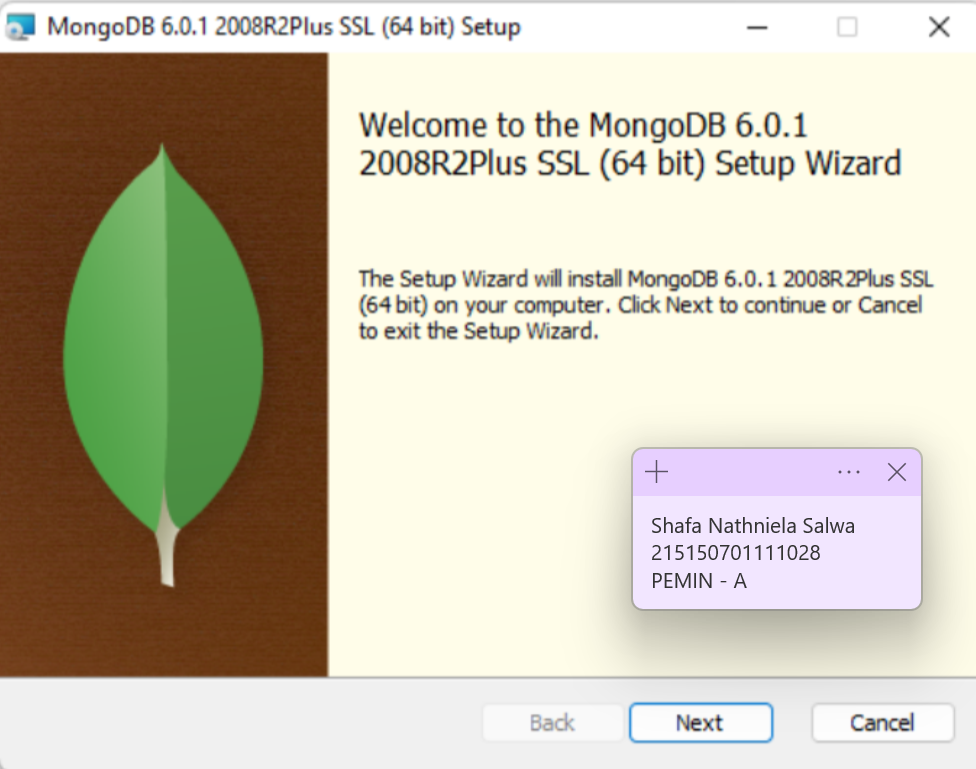 MongoDB 6.0.1 2008R2Plus SSL (64 bit) Setup
Welcome to the MongoDB 6.0.1
2008R2Plus SSL (64 bit) Setup Wizard
The Setup Wizard will install MongoDB 6.0.1 2008R2Plus SSL
(64 bit) on your computer. Click Next to continue or Cancel
to exit the Setup Wizard.
Shafa Nathniela Salwa
215150701111028
PEMIN - A
Back
Next
Cancel